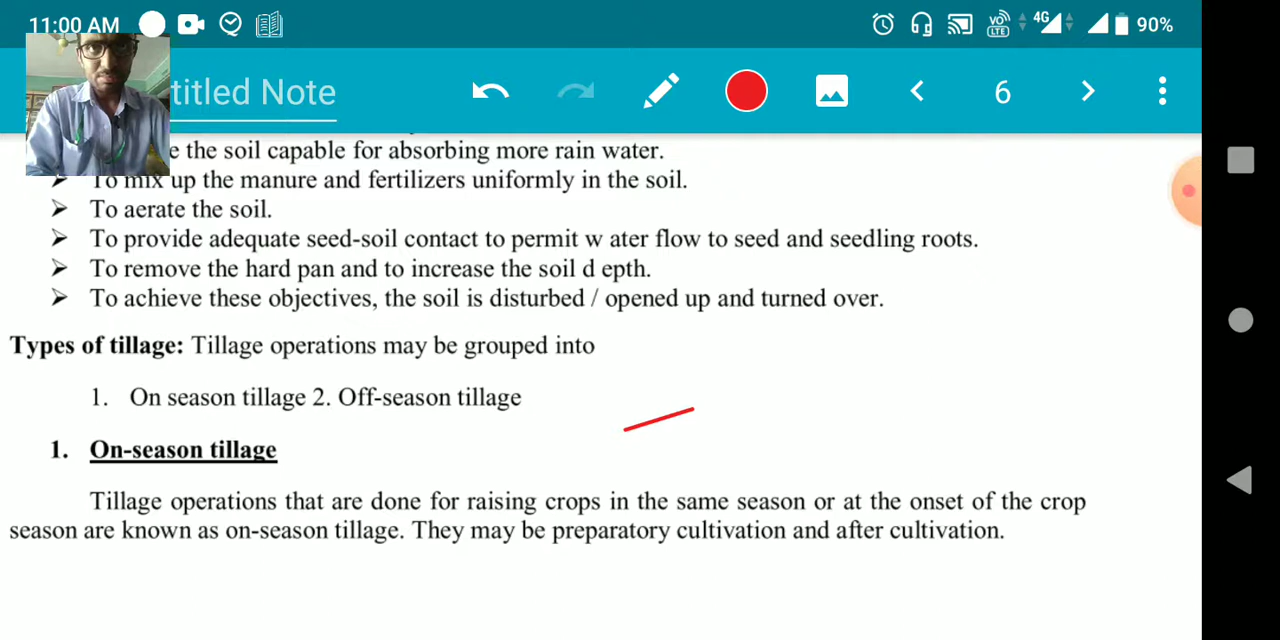 11:00 AM
4G
VO
LTE
90%
titled Note
6
e the soil capable for absorbing more rain water.
➤ To mix up the manure and fertilizers uniformly in the soil.
➤ To aerate the soil.
➤ To provide adequate seed-soil contact to permit w ater flow to seed and seedling roots.
➤ To remove the hard pan and to increase the soil d epth.
➤ To achieve these objectives, the soil is disturbed / opened up and turned over.
Types of tillage: Tillage operations may be grouped into
1. On season tillage 2. Off-season tillage
1. On-season tillage
Tillage operations that are done for raising crops in the same season or at the onset of the crop
season are known as on-season tillage. They may be preparatory cultivation and after cultivation.